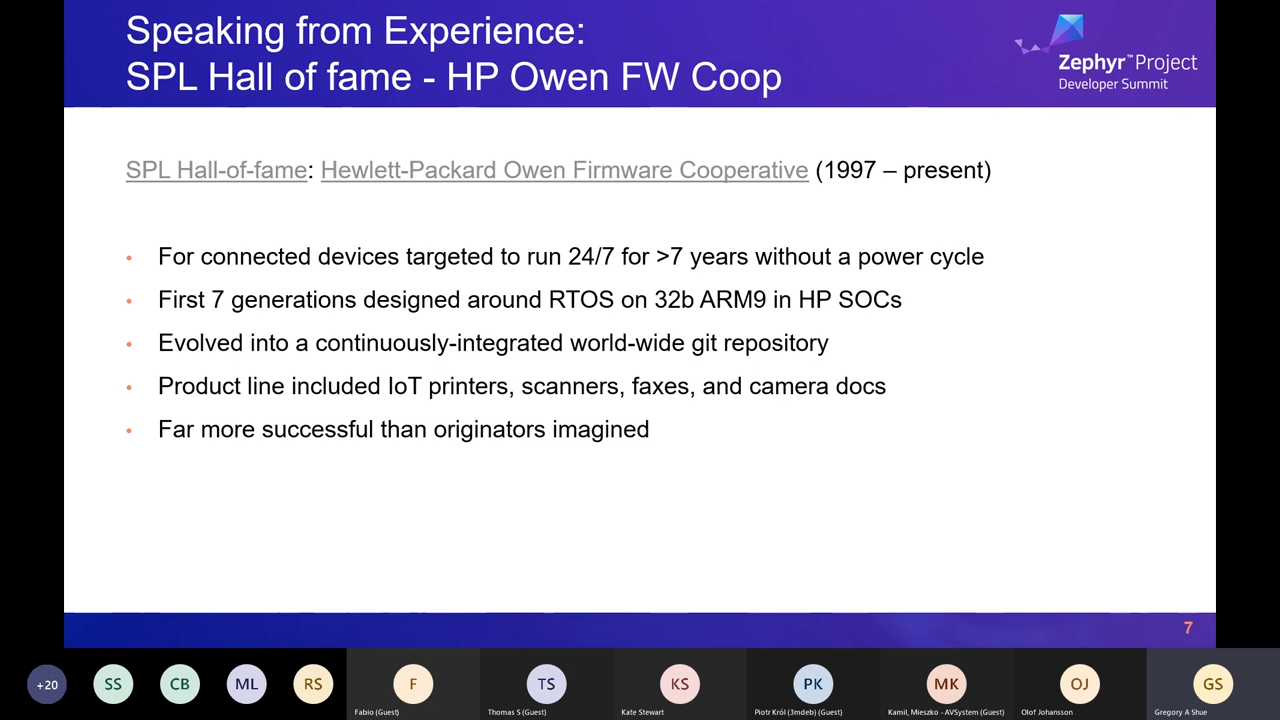 Speaking from Experience:
SPL Hall of fame - HP Owen FW Coop
Zephyr™Project
Developer Summit
SPL Hall-of-fame: Hewlett-Packard Owen Firmware Cooperative (1997 – present)
• For connected devices targeted to run 24/7 for >7 years without a power cycle
• First 7 generations designed around RTOS on 32b ARM9 in HP SOCs
• Evolved into a continuously-integrated world-wide git repository
• Product line included IoT printers, scanners, faxes, and camera docs
• Far more successful than originators imagined
7
+20 SS CB ML RS F TS KS PK MK OJ GS
Fabio (Guest) Thomas S (Guest) Kate Stewart Piotr Król (3mdeb) (Guest) Kamil, Mieszko - AVSystem (Guest) Olof Johansson Gregory A Shue